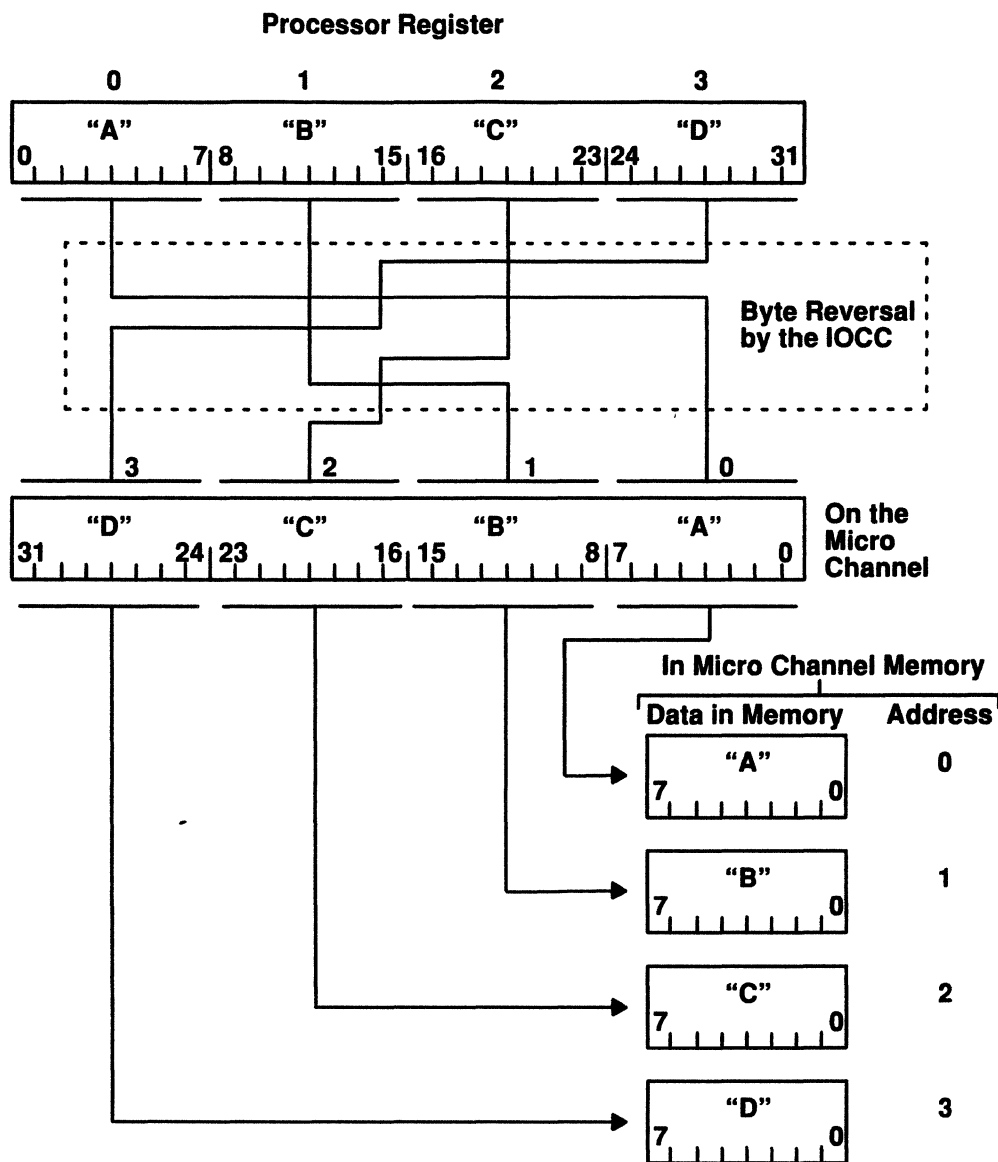 Processor Register
0 1 2 3
“A” “B” “C” “D”
0 7 8 15 16 23 24 31
Byte Reversal
by the IOCC
3 2 1 0
“D” “C” “B” “A”
31 24 23 16 15 8 7 0
On the
Micro
Channel
In Micro Channel Memory
Data in Memory Address
“A” 0
7 0
“B” 1
7 0
“C” 2
7 0
“D” 3
7 0